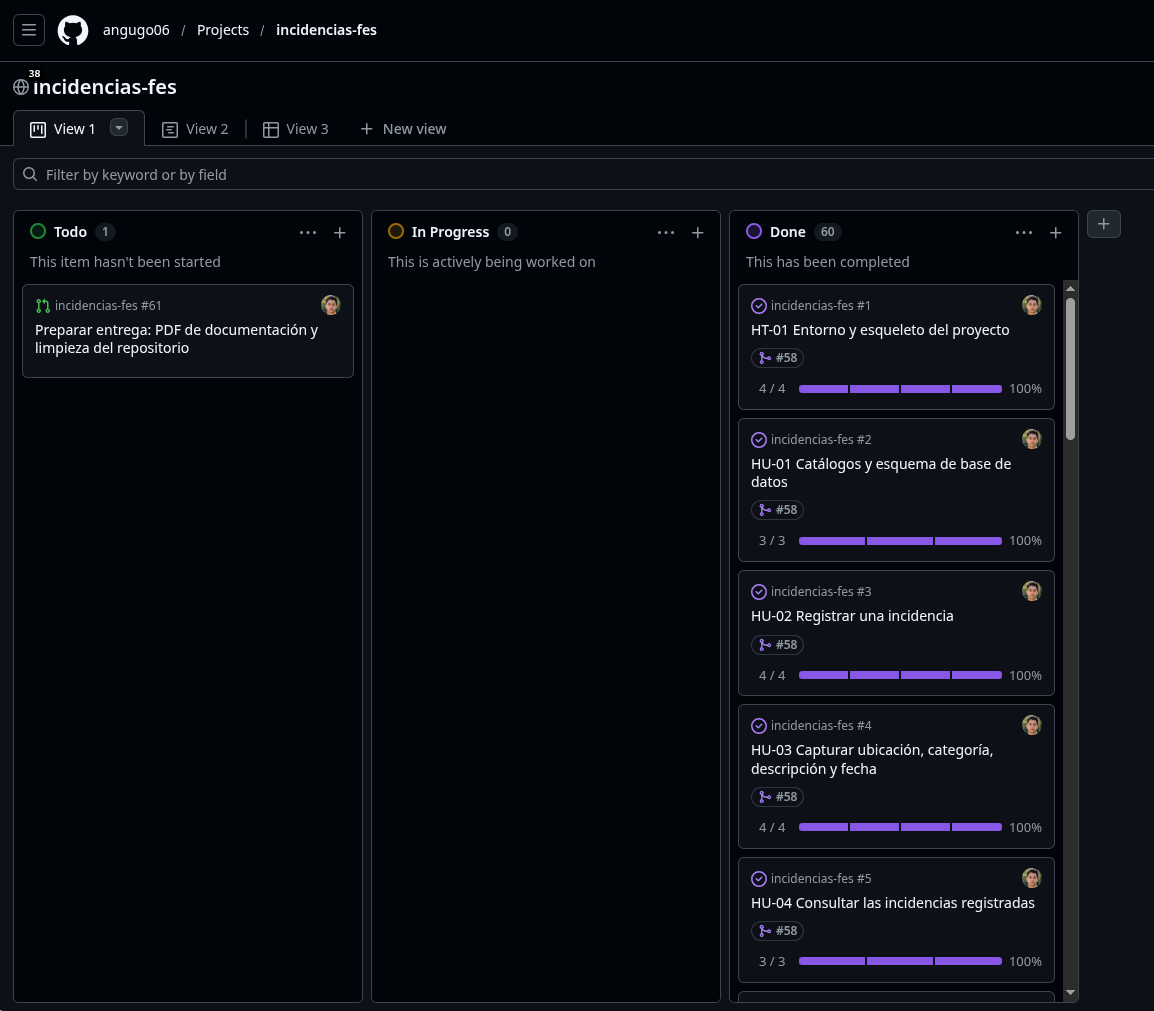 angugo06 / Projects / incidencias-fes
38
incidencias-fes
View 1 View 2 View 3 New view
Filter by keyword or by field
Todo 1
This item hasn't been started
incidencias-fes #61
Preparar entrega: PDF de documentación y
limpieza del repositorio
In Progress 0
This is actively being worked on
Done 60
This has been completed
incidencias-fes #1
HT-01 Entorno y esqueleto del proyecto
#58
4 / 4 100%
incidencias-fes #2
HU-01 Catálogos y esquema de base de
datos
#58
3 / 3 100%
incidencias-fes #3
HU-02 Registrar una incidencia
#58
4 / 4 100%
incidencias-fes #4
HU-03 Capturar ubicación, categoría,
descripción y fecha
#58
4 / 4 100%
incidencias-fes #5
HU-04 Consultar las incidencias registradas
#58
3 / 3 100%